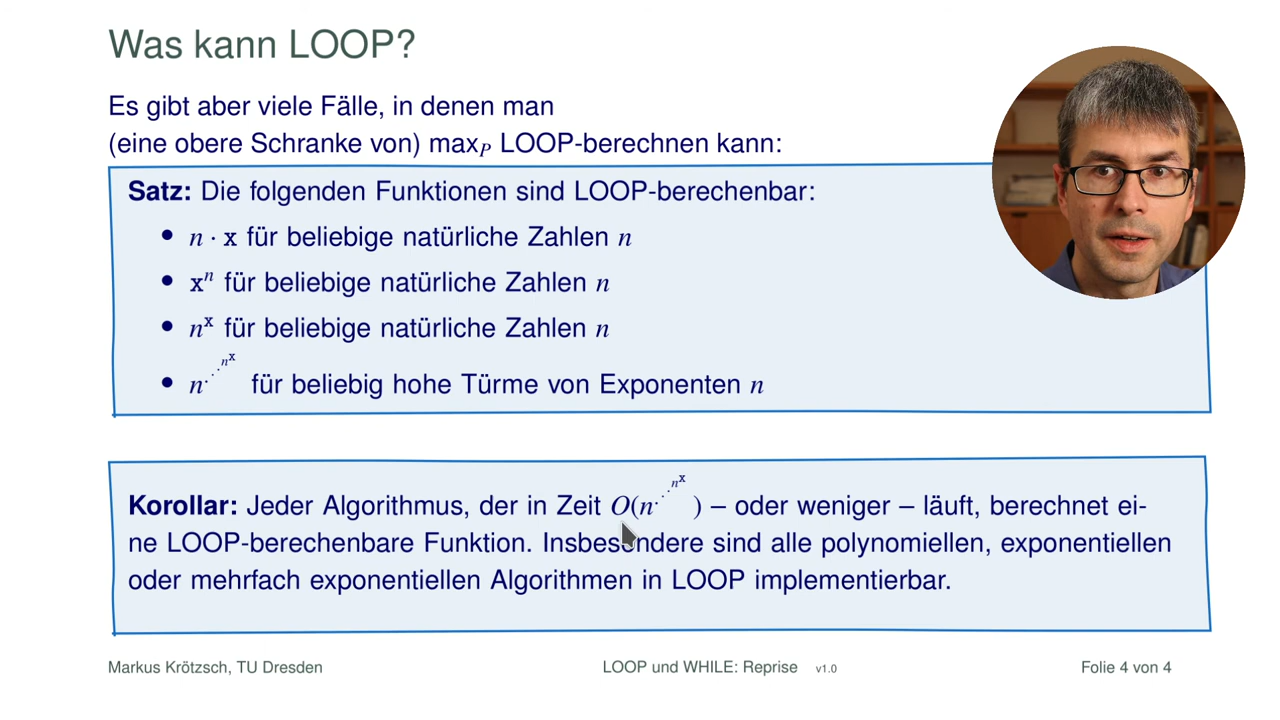 Was kann LOOP?
Es gibt aber viele Fälle, in denen man
(eine obere Schranke von) max_P LOOP-berechnen kann:
Satz: Die folgenden Funktionen sind LOOP-berechenbar:
• n · x für beliebige natürliche Zahlen n
• xⁿ für beliebige natürliche Zahlen n
• nˣ für beliebige natürliche Zahlen n
• n^⋰^n^x für beliebig hohe Türme von Exponenten n
Korollar: Jeder Algorithmus, der in Zeit O(n^⋰^n^x) – oder weniger – läuft, berechnet ei-
ne LOOP-berechenbare Funktion. Insbesondere sind alle polynomiellen, exponentiellen
oder mehrfach exponentiellen Algorithmen in LOOP implementierbar.
Markus Krötzsch, TU Dresden LOOP und WHILE: Reprise v1.0 Folie 4 von 4